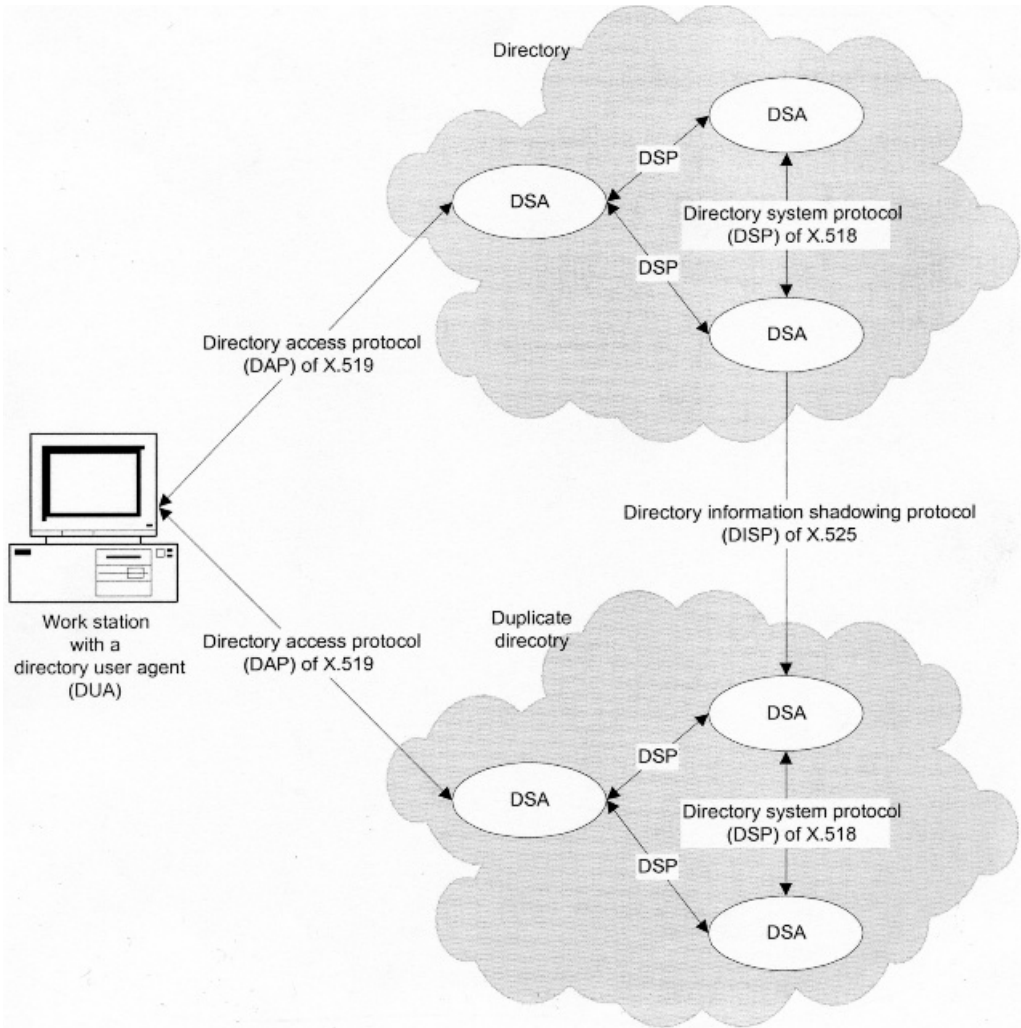 Directory
DSA
DSP
DSA
Directory system protocol
(DSP) of X.518
DSP
DSA
Directory access protocol
(DAP) of X.519
Directory information shadowing protocol
(DISP) of X.525
Work station
with a
directory user agent
(DUA)
Directory access protocol
(DAP) of X.519
Duplicate
direcotry
DSA
DSP
DSA
Directory system protocol
(DSP) of X.518
DSP
DSA